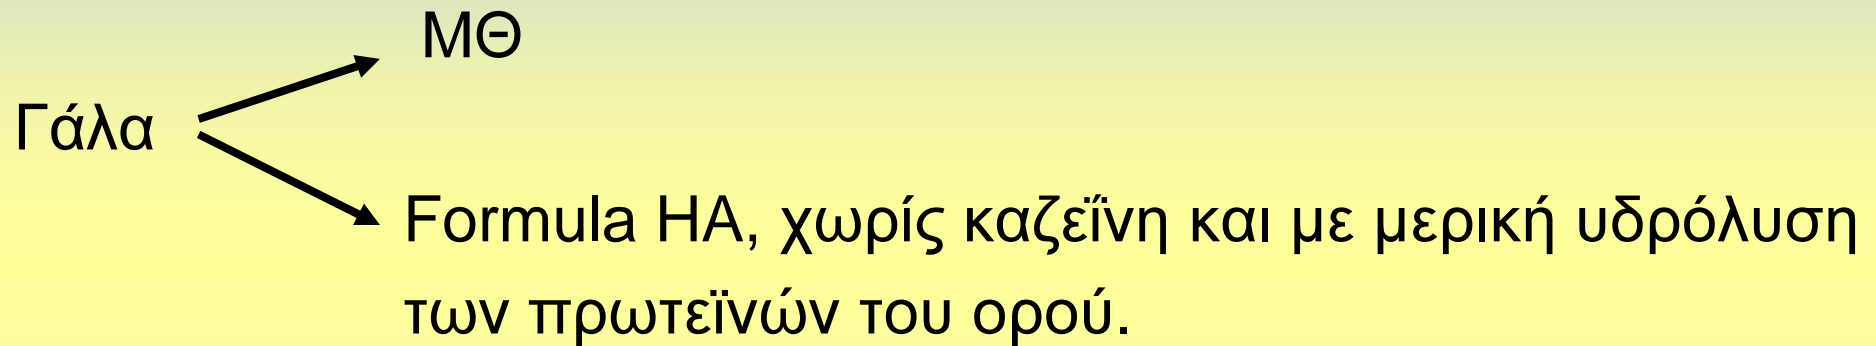 ΜΘ
Γάλα
Formula HA, χωρίς καζεΐνη και με μερική υδρόλυση
των πρωτεϊνών του ορού.